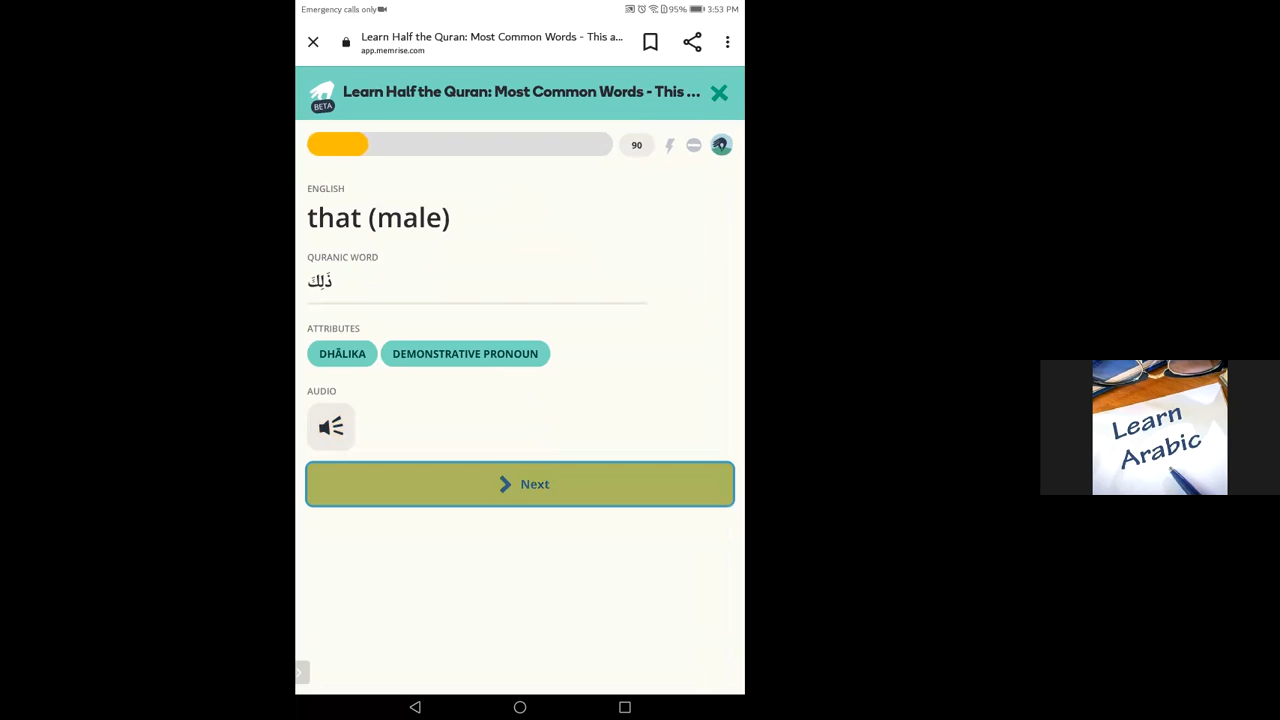 Emergency calls only
95% 3:53 PM
Learn Half the Quran: Most Common Words - This a...
app.memrise.com
BETA
Learn Half the Quran: Most Common Words - This ...
90
ENGLISH
that (male)
QURANIC WORD
ذَلِكَ
ATTRIBUTES
DHĀLIKA DEMONSTRATIVE PRONOUN
AUDIO
Next
Learn
Arabic